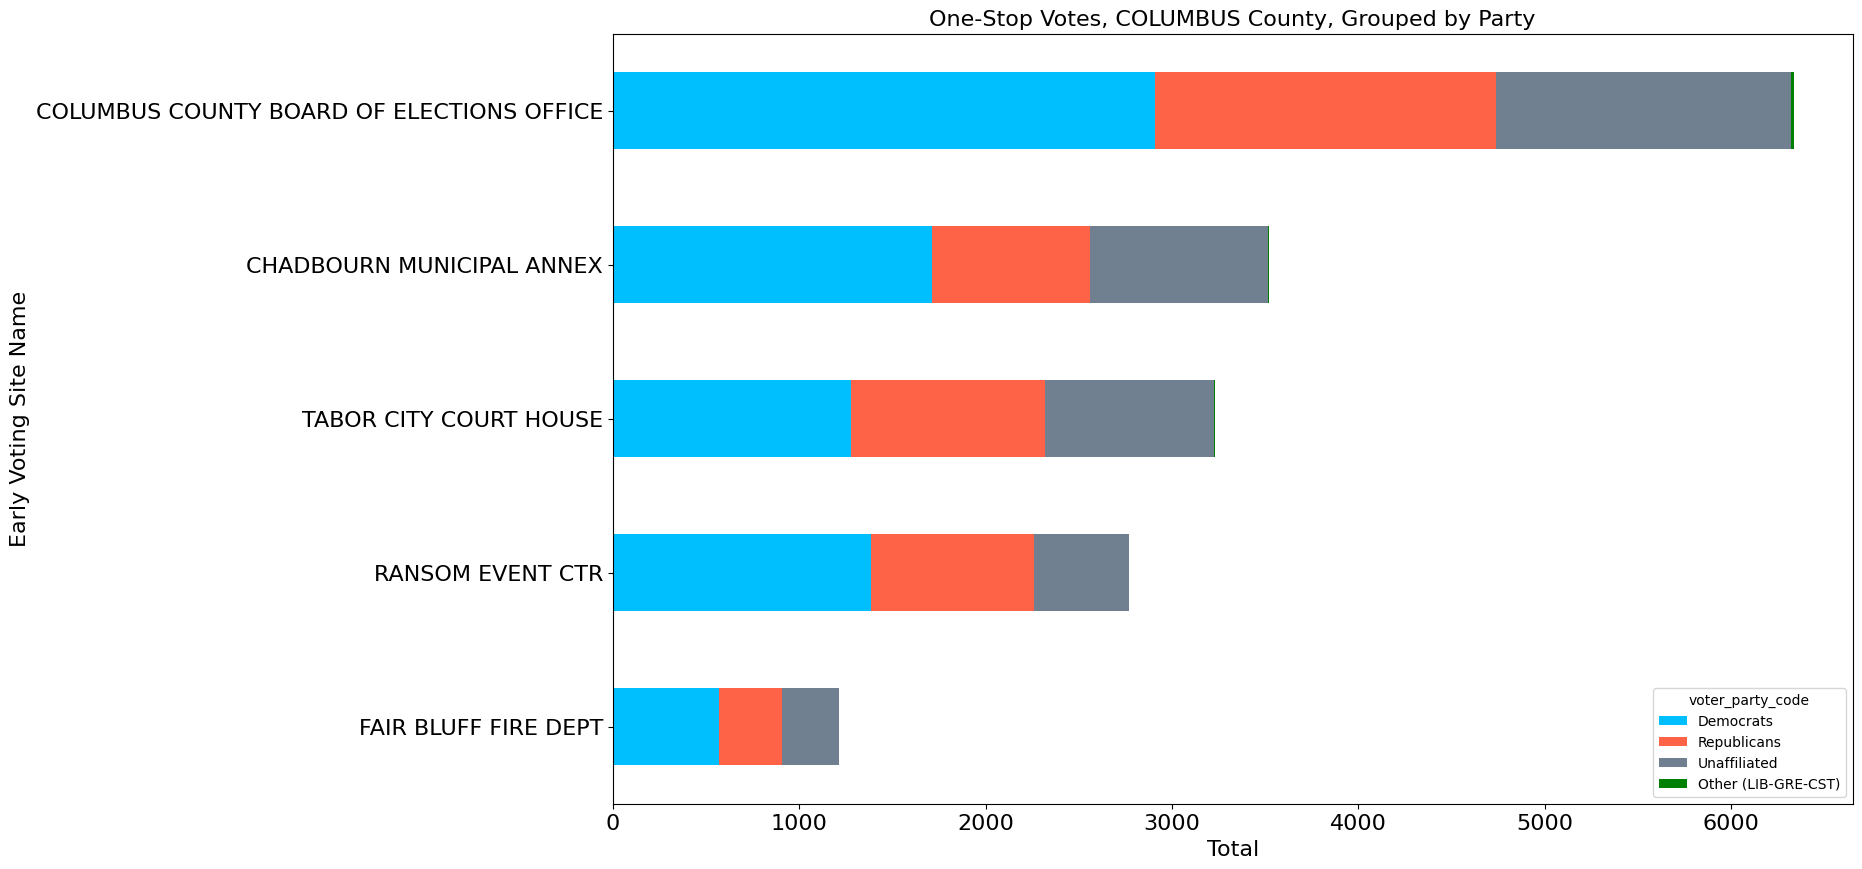 One-Stop Votes, COLUMBUS County, Grouped by Party
Early Voting Site Name
COLUMBUS COUNTY BOARD OF ELECTIONS OFFICE
CHADBOURN MUNICIPAL ANNEX
TABOR CITY COURT HOUSE
RANSOM EVENT CTR
FAIR BLUFF FIRE DEPT
voter_party_code
Democrats
Republicans
Unaffiliated
Other (LIB-GRE-CST)
0 1000 2000 3000 4000 5000 6000
Total